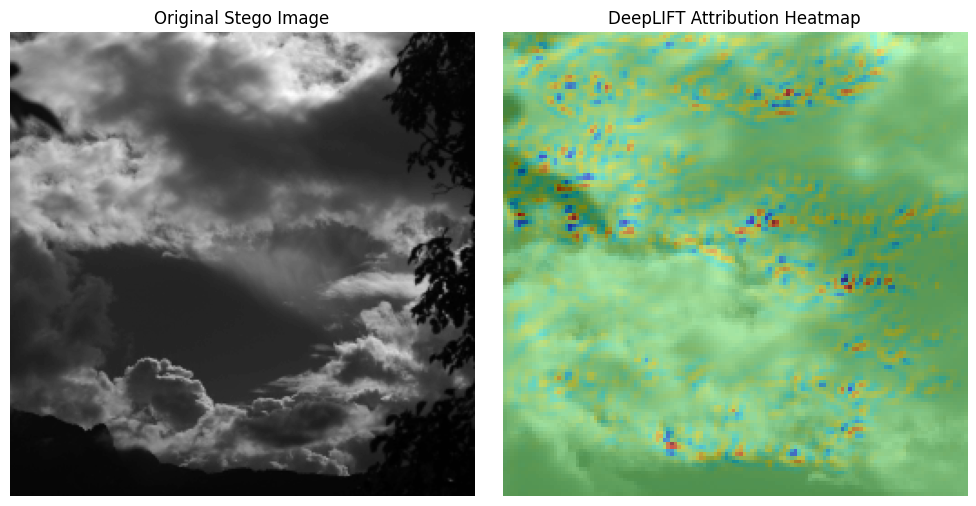 Original Stego Image
DeepLIFT Attribution Heatmap